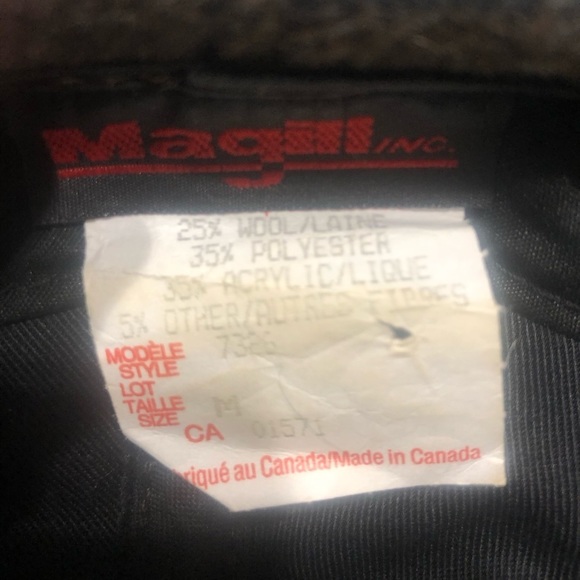 Magill INC.
25% WOOL/LAINE
35% POLYESTER
35% ACRYLIC/LIQUE
5% OTHER/AUTRES FIBRES
MODÈLE
STYLE 732
LOT
TAILLE
SIZE M
CA 01571
riqué au Canada/Made in Canada